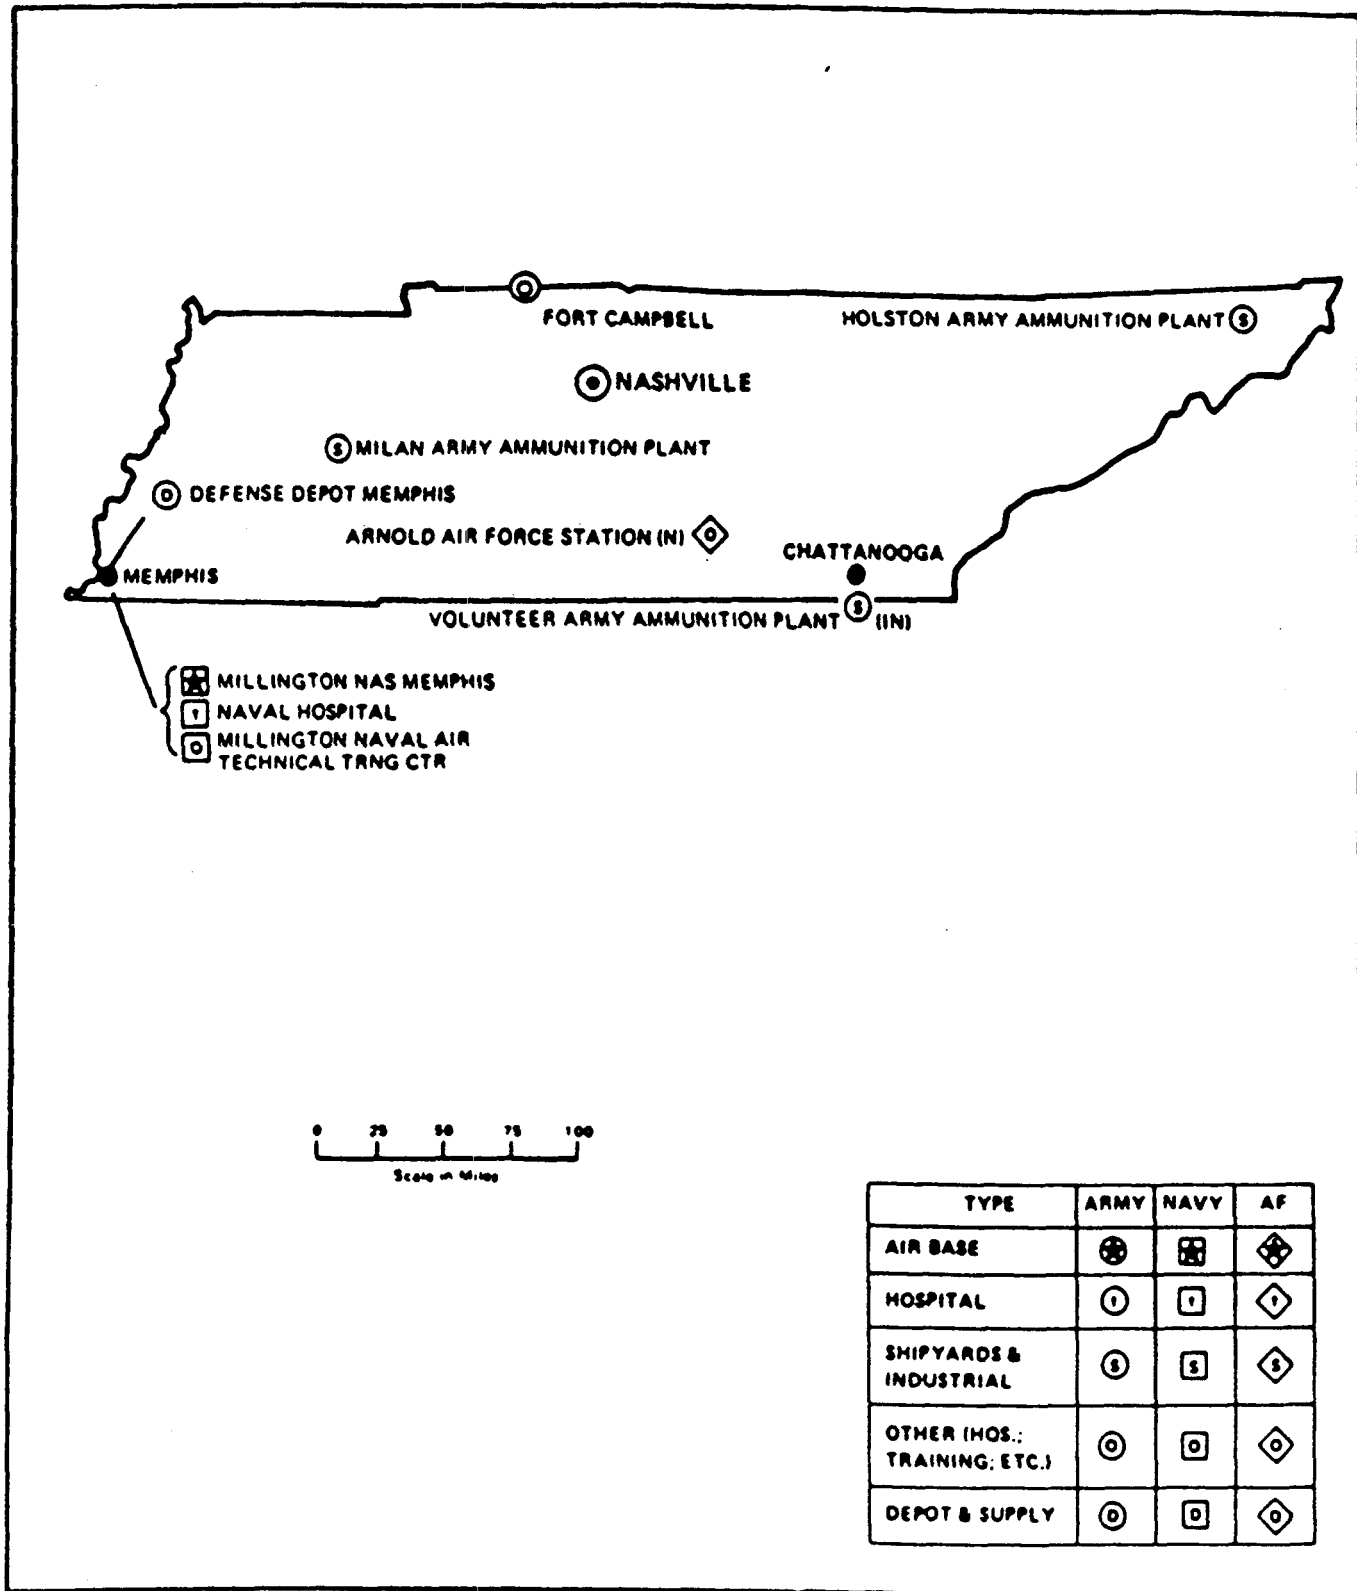 FORT CAMPBELL
HOLSTON ARMY AMMUNITION PLANT S
NASHVILLE
S MILAN ARMY AMMUNITION PLANT
D DEFENSE DEPOT MEMPHIS
ARNOLD AIR FORCE STATION (N) O
CHATTANOOGA
MEMPHIS
VOLUNTEER ARMY AMMUNITION PLANT S (IN)
MILLINGTON NAS MEMPHIS
NAVAL HOSPITAL
O MILLINGTON NAVAL AIR
TECHNICAL TRNG CTR
0 25 50 75 100
Scale in Miles
TYPE ARMY NAVY AF
AIR BASE
HOSPITAL
SHIPYARDS &
INDUSTRIAL S S S
OTHER (HOS.;
TRAINING; ETC.) O O O
DEPOT & SUPPLY D D D